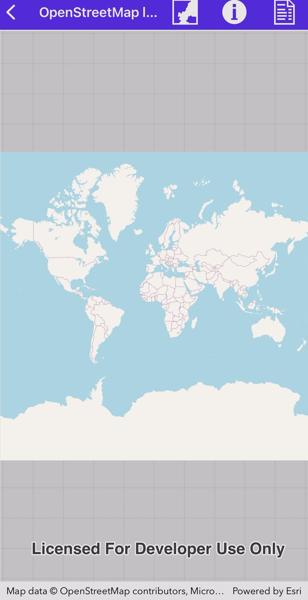 OpenStreetMap l...
Licensed For Developer Use Only
Map data © OpenStreetMap contributors, Micro... Powered by Esri